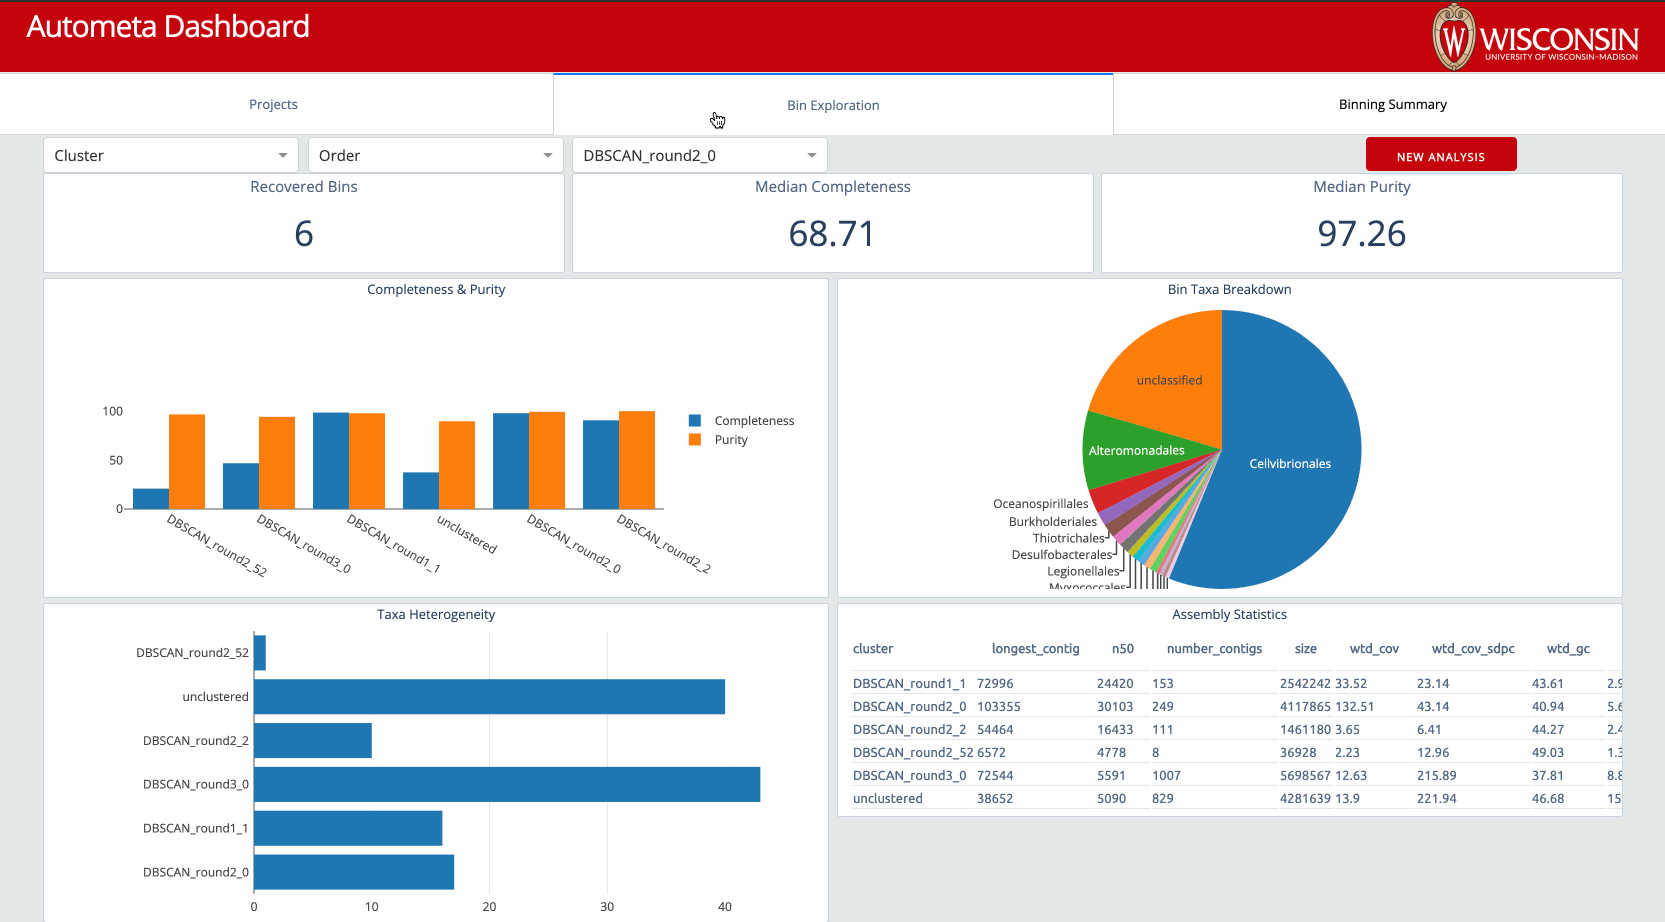 Autometa Dashboard
W WISCONSIN
UNIVERSITY OF WISCONSIN–MADISON
Projects
Bin Exploration
Binning Summary
Cluster
Order
DBSCAN_round2_0
NEW ANALYSIS
Recovered Bins
6
Median Completeness
68.71
Median Purity
97.26
Completeness & Purity
100
50
0
DBSCAN_round2_52
DBSCAN_round3_0
DBSCAN_round1_1
unclustered
DBSCAN_round2_0
DBSCAN_round2_2
Completeness
Purity
Bin Taxa Breakdown
unclassified
Alteromonadales
Cellvibrionales
Oceanospirillales
Burkholderiales
Thiotrichales
Desulfobacterales
Legionellales
Myxococcales
Taxa Heterogeneity
DBSCAN_round2_52
unclustered
DBSCAN_round2_2
DBSCAN_round3_0
DBSCAN_round1_1
DBSCAN_round2_0
0 10 20 30 40
Assembly Statistics
cluster longest_contig n50 number_contigs size wtd_cov wtd_cov_sdpc wtd_gc
DBSCAN_round1_1 72996 24420 153 2542242 33.52 23.14 43.61 2.9
DBSCAN_round2_0 103355 30103 249 4117865 132.51 43.14 40.94 5.6
DBSCAN_round2_2 54464 16433 111 1461180 3.65 6.41 44.27 2.4
DBSCAN_round2_52 6572 4778 8 36928 2.23 12.96 49.03 1.3
DBSCAN_round3_0 72544 5591 1007 5698567 12.63 215.89 37.81 8.8
unclustered 38652 5090 829 4281639 13.9 221.94 46.68 15